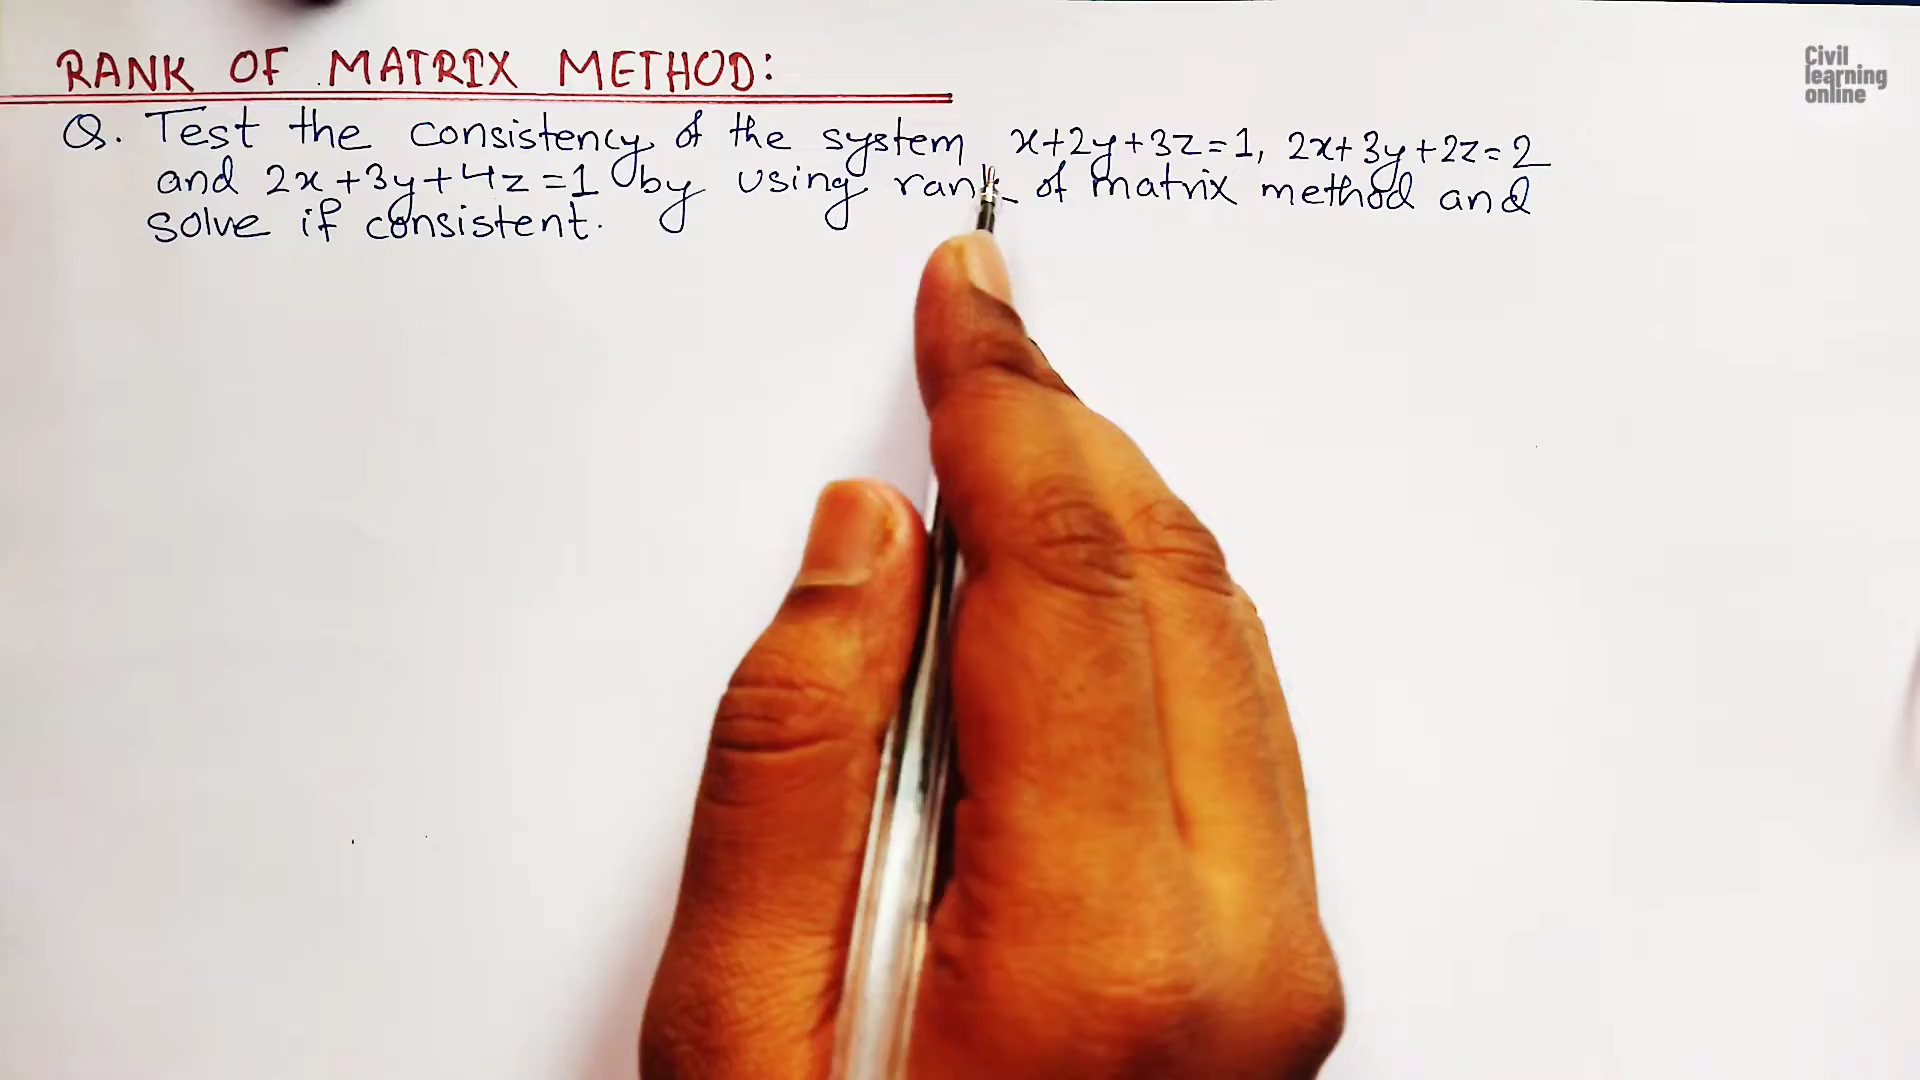 RANK OF MATRIX METHOD:
Civil
learning
online
Q. Test the consistency of the system x+2y+3z=1, 2x+3y+2z=2
and 2x+3y+4z=1 by using rank of matrix method and
solve if consistent.